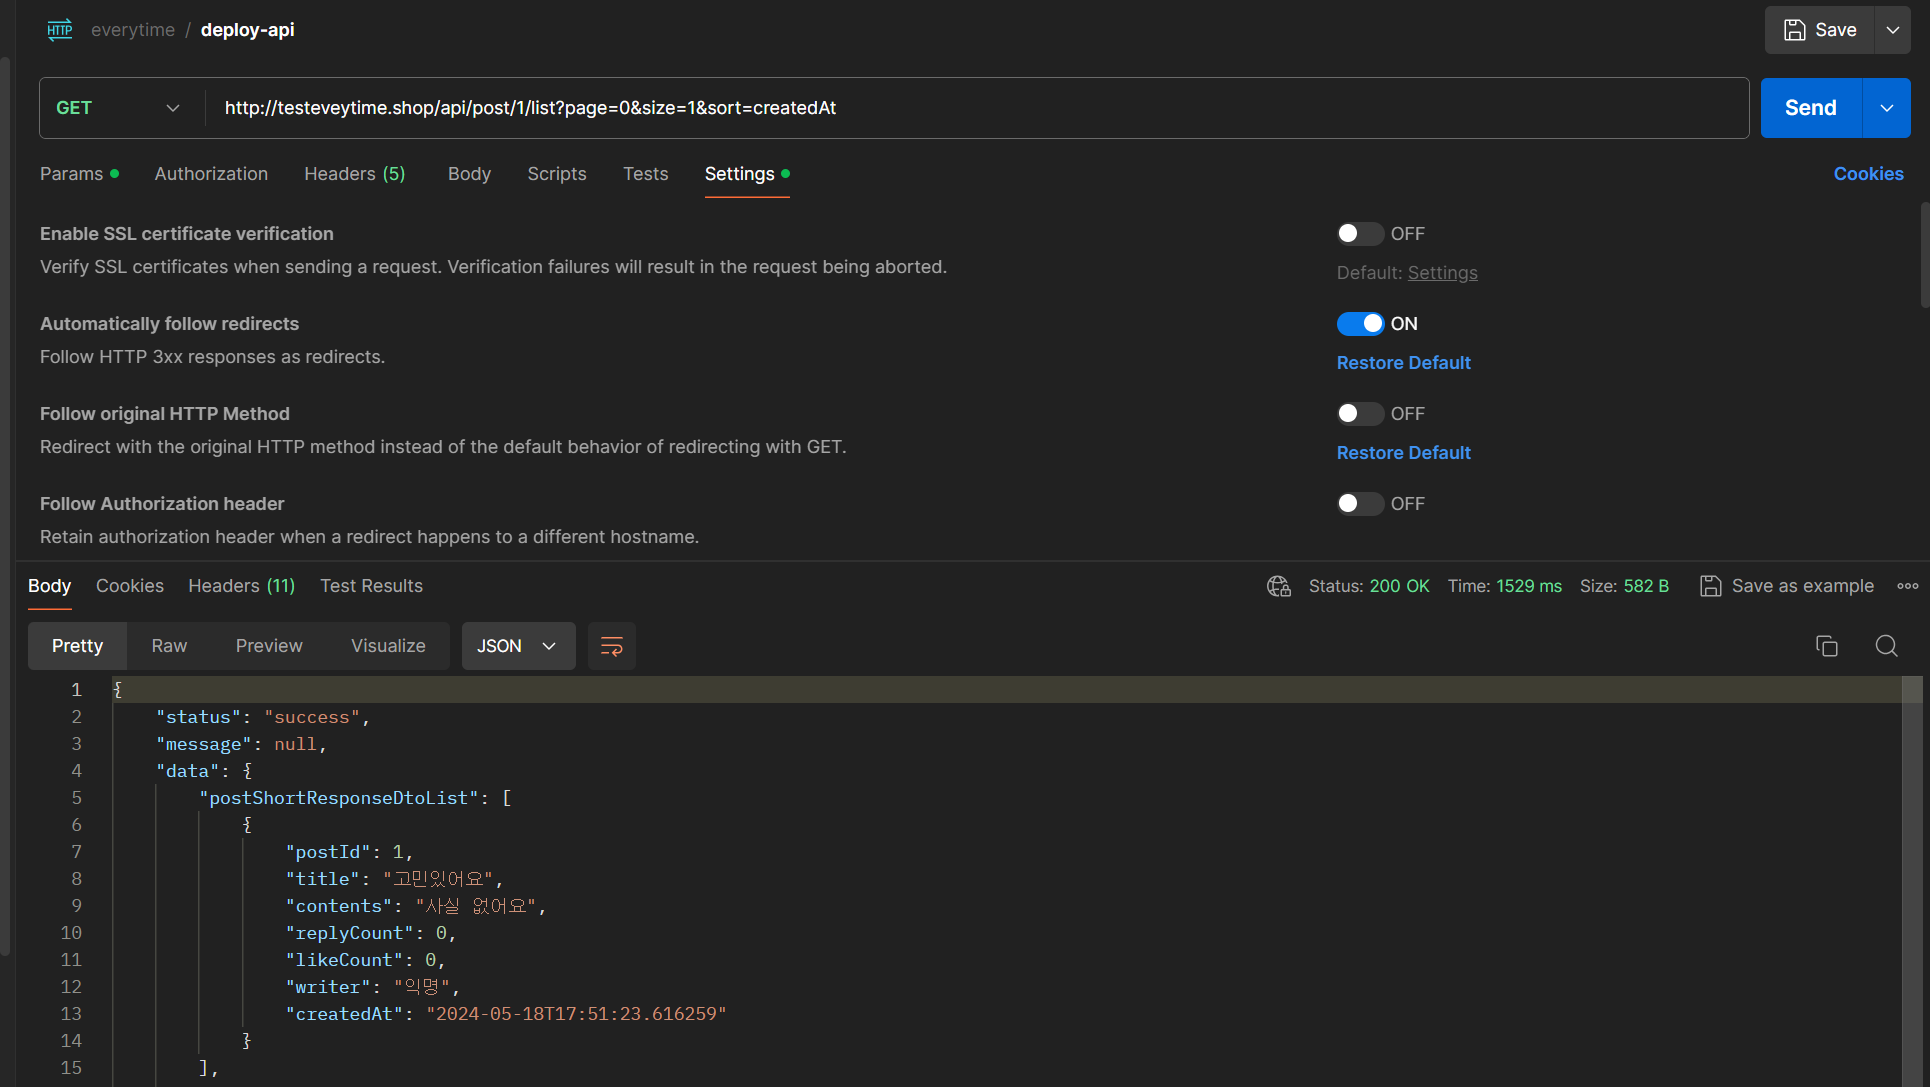 HTTP everytime / deploy-api Save
GET http://testeveytime.shop/api/post/1/list?page=0&size=1&sort=createdAt Send
Params Authorization Headers (5) Body Scripts Tests Settings Cookies
Enable SSL certificate verification OFF
Verify SSL certificates when sending a request. Verification failures will result in the request being aborted. Default: Settings
Automatically follow redirects ON
Follow HTTP 3xx responses as redirects. Restore Default
Follow original HTTP Method OFF
Redirect with the original HTTP method instead of the default behavior of redirecting with GET. Restore Default
Follow Authorization header OFF
Retain authorization header when a redirect happens to a different hostname.
Body Cookies Headers (11) Test Results Status: 200 OK Time: 1529 ms Size: 582 B Save as example
Pretty Raw Preview Visualize JSON
1 {
2 "status": "success",
3 "message": null,
4 "data": {
5 "postShortResponseDtoList": [
6 {
7 "postId": 1,
8 "title": "고민있어요",
9 "contents": "사실 없어요",
10 "replyCount": 0,
11 "likeCount": 0,
12 "writer": "익명",
13 "createdAt": "2024-05-18T17:51:23.616259"
14 }
15 ],